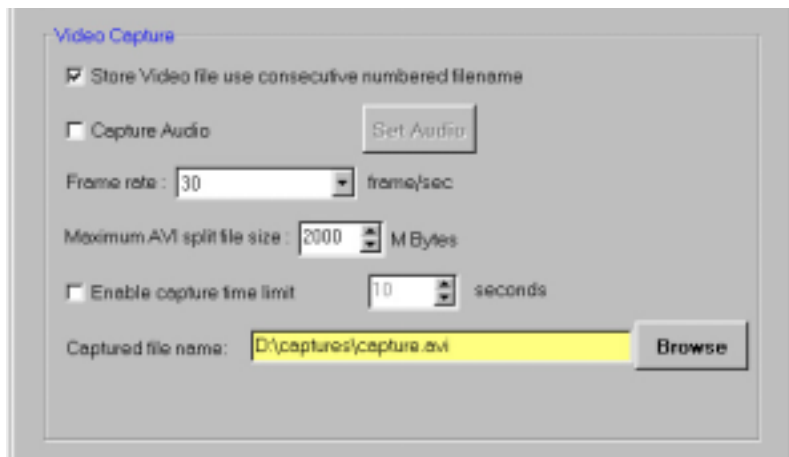 Video Capture
Store Video file use consecutive numbered filename
Capture Audio Set Audio
Frame rate : 30 frame/sec
Maximum AVI split file size : 2000 M Bytes
Enable capture time limit 10 seconds
Captured file name: D:\captures\capture.avi Browse